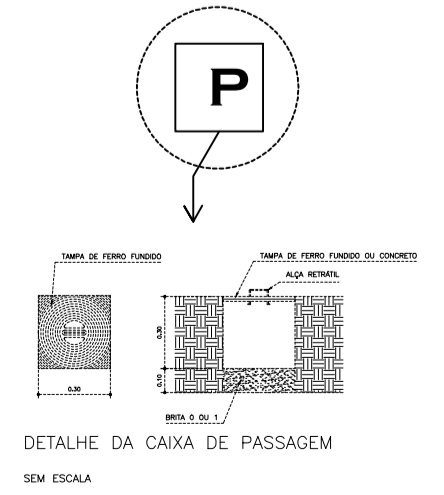 P
TAMPA DE FERRO FUNDIDO
TAMPA DE FERRO FUNDIDO OU CONCRETO
ALÇA RETRÁTIL
0.30
0.10
0.30
BRITA 0 OU 1
DETALHE DA CAIXA DE PASSAGEM
SEM ESCALA